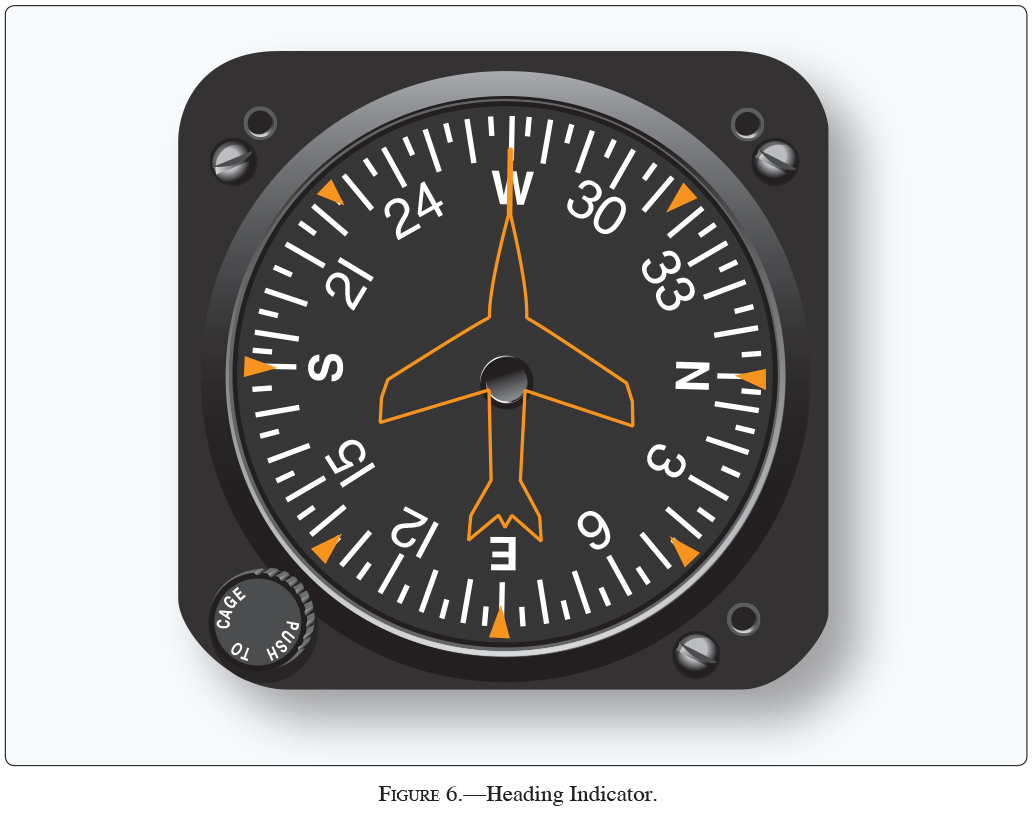 W
30
33
N
3
6
E
12
15
S
21
24
PUSH TO CAGE
FIGURE 6.—Heading Indicator.